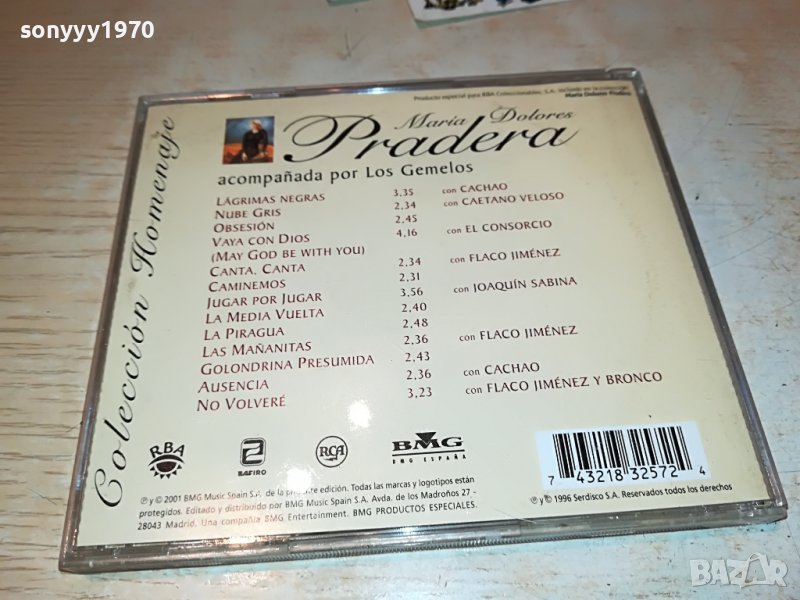 sonyyy1970
Producto especial para RBA Coleccionables, S.A. incluido en la colección
María Dolores Pradera
María Dolores
Pradera
acompañada por Los Gemelos
Colección Homenaje
LÁGRIMAS NEGRAS 3,35 con CACHAO
NUBE GRIS 2,34 con CAETANO VELOSO
OBSESIÓN 2,45
VAYA CON DIOS 4,16 con EL CONSORCIO
(MAY GOD BE WITH YOU)
CANTA, CANTA 2,34 con FLACO JIMÉNEZ
CAMINEMOS 2,31
JUGAR POR JUGAR 3,56 con JOAQUÍN SABINA
LA MEDIA VUELTA 2,40
LA PIRAGUA 2,48
LAS MAÑANITAS 2,36 con FLACO JIMÉNEZ
GOLONDRINA PRESUMIDA 2,43
AUSENCIA 2,36 con CACHAO
NO VOLVERÉ 3,23 con FLACO JIMÉNEZ Y BRONCO
RBA
ZAFIRO
RCA
BMG
BMG ESPAÑA
7 43218 32572 4
℗ y © 2001 BMG Music Spain S.A. de la presente edición. Todas las marcas y logotipos están
protegidos. Editado y distribuido por BMG Music Spain S.A. Avda. de los Madroños 27 -
28043 Madrid. Una compañía BMG Entertainment. BMG PRODUCTOS ESPECIALES.
℗ y © 1996 Serdisco S.A. Reservados todos los derechos
BAZAR